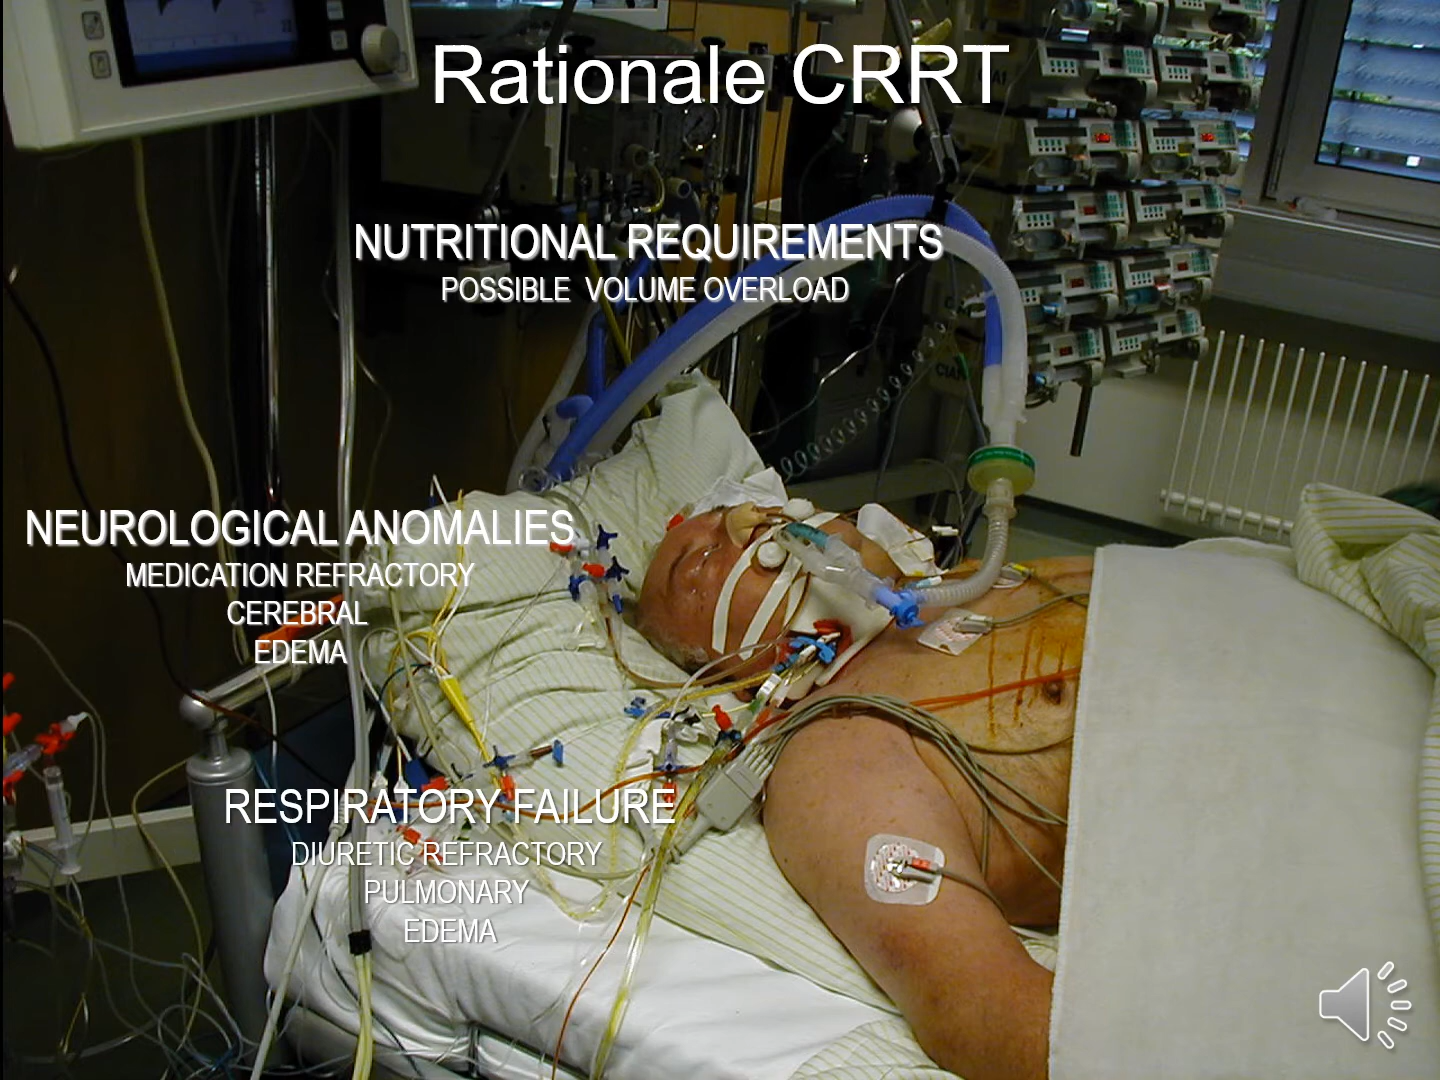 Rationale CRRT
NUTRITIONAL REQUIREMENTS
POSSIBLE VOLUME OVERLOAD
NEUROLOGICAL ANOMALIES
MEDICATION REFRACTORY
CEREBRAL
EDEMA
RESPIRATORY FAILURE
DIURETIC REFRACTORY
PULMONARY
EDEMA